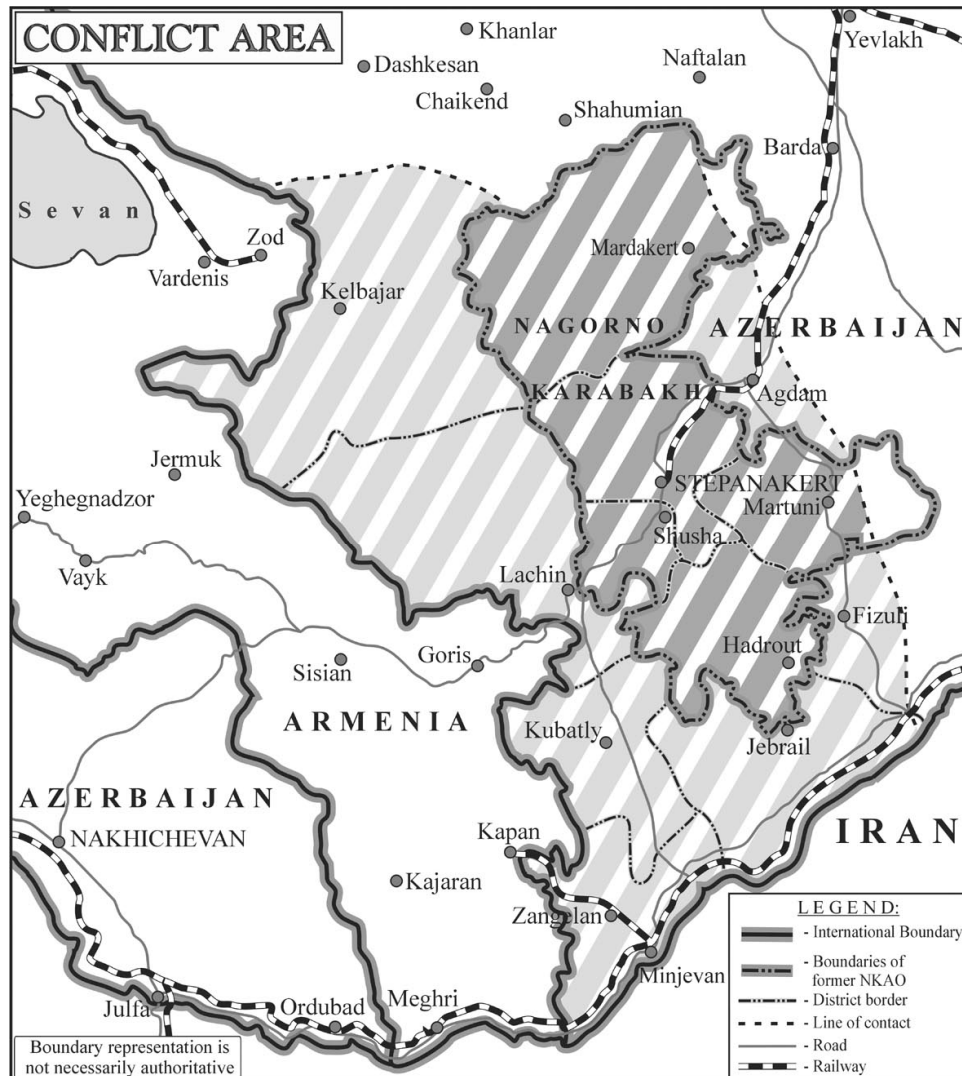 CONFLICT AREA
Khanlar
Yevlakh
Dashkesan
Naftalan
Chaikend
Shahumian
Barda
Sevan
Zod
Mardakert
Vardenis
Kelbajar
NAGORNO
AZERBAIJAN
KARABAKH
Agdam
Jermuk
STEPANAKERT
Yeghegnadzor
Martuni
Shusha
Vayk
Lachin
Fizuli
Goris
Hadrout
Sisian
ARMENIA
Kubatly
Jebrail
AZERBAIJAN
NAKHICHEVAN
Kapan
IRAN
Kajaran
Zangelan
Minjevan
Julfa
Ordubad
Meghri
Boundary representation is
not necessarily authoritative
LEGEND:
- International Boundary
- Boundaries of
former NKAO
- District border
- Line of contact
- Road
- Railway